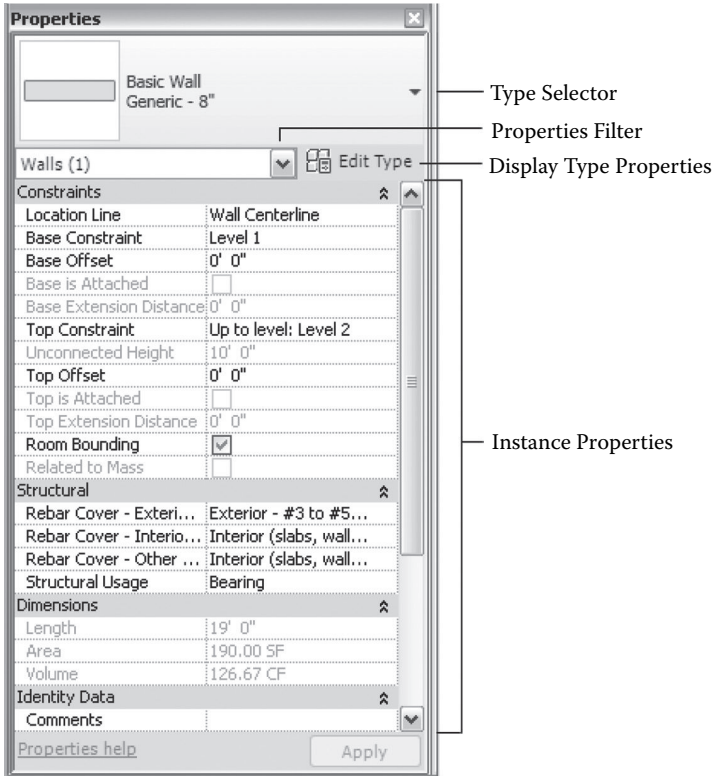 Properties
Basic Wall
Generic - 8"
Type Selector
Properties Filter
Walls (1)
Edit Type
Display Type Properties
Constraints
Location Line Wall Centerline
Base Constraint Level 1
Base Offset 0' 0"
Base is Attached
Base Extension Distance 0' 0"
Top Constraint Up to level: Level 2
Unconnected Height 10' 0"
Top Offset 0' 0"
Top is Attached
Top Extension Distance 0' 0"
Room Bounding
Instance Properties
Related to Mass
Structural
Rebar Cover - Exteri... Exterior - #3 to #5...
Rebar Cover - Interio... Interior (slabs, wall...
Rebar Cover - Other ... Interior (slabs, wall...
Structural Usage Bearing
Dimensions
Length 19' 0"
Area 190.00 SF
Volume 126.67 CF
Identity Data
Comments
Properties help
Apply